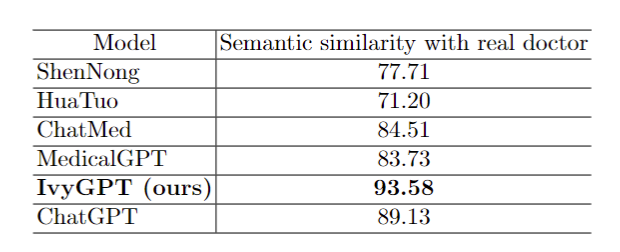 Model Semantic similarity with real doctor
ShenNong 77.71
HuaTuo 71.20
ChatMed 84.51
MedicalGPT 83.73
IvyGPT (ours) 93.58
ChatGPT 89.13